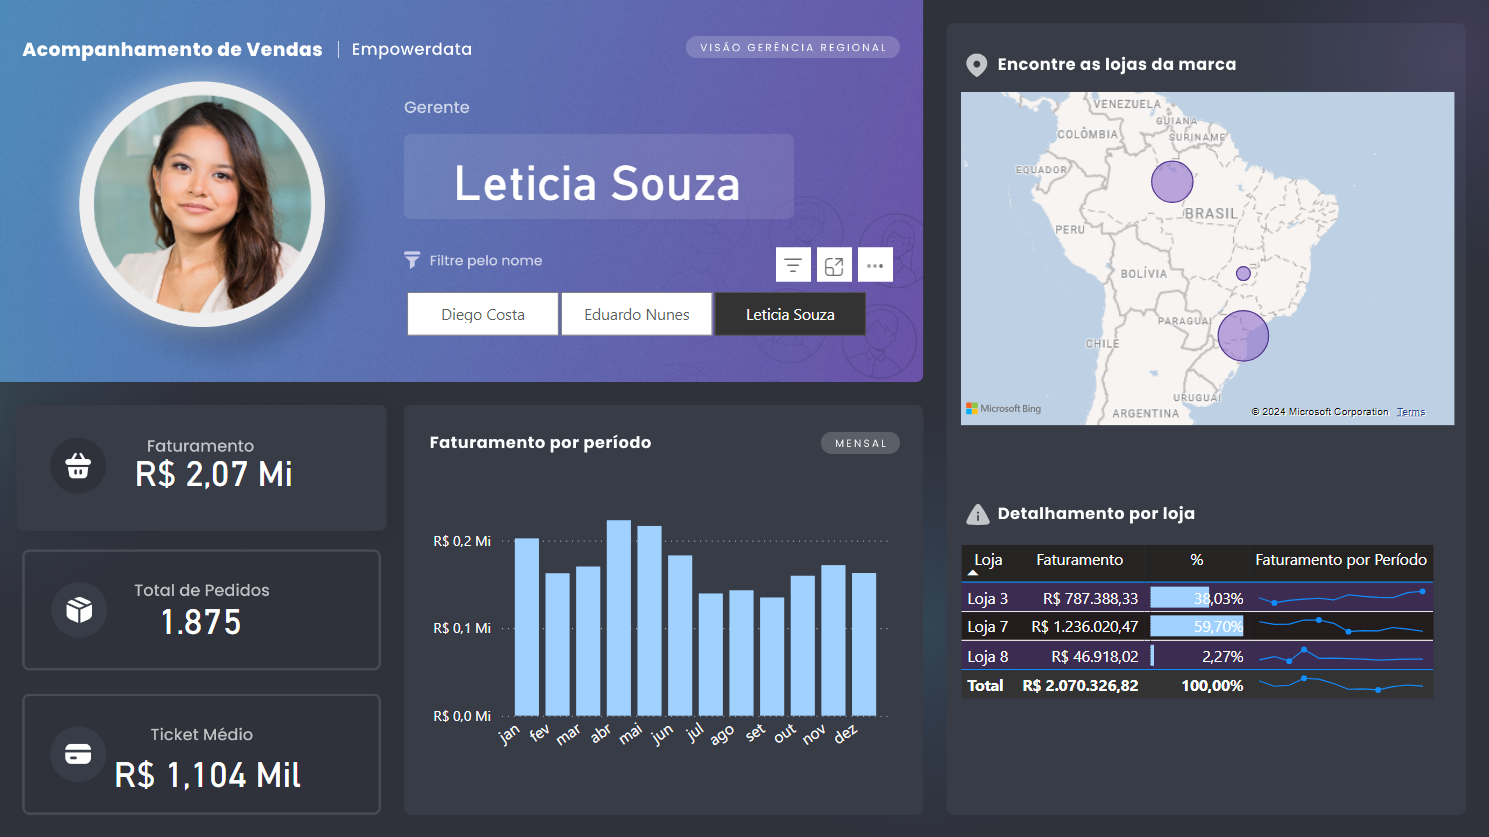 Acompanhamento de Vendas | Empowerdata
VISÃO GERÊNCIA REGIONAL
Gerente
Leticia Souza
Filtre pelo nome
Diego Costa
Eduardo Nunes
Leticia Souza
Faturamento
R$ 2,07 Mi
Total de Pedidos
1.875
Ticket Médio
R$ 1,104 Mil
Faturamento por período
MENSAL
R$ 0,2 Mi
R$ 0,1 Mi
R$ 0,0 Mi
jan fev mar abr mai jun jul ago set out nov dez
Encontre as lojas da marca
VENEZUELA
GUIANA
COLÔMBIA
SURINAME
EQUADOR
BRASIL
PERU
BOLÍVIA
PARAGUAI
CHILE
URUGUAI
ARGENTINA
Microsoft Bing
© 2024 Microsoft Corporation Terms
Detalhamento por loja
Loja Faturamento % Faturamento por Período
Loja 3 R$ 787.388,33 38,03%
Loja 7 R$ 1.236.020,47 59,70%
Loja 8 R$ 46.918,02 2,27%
Total R$ 2.070.326,82 100,00%